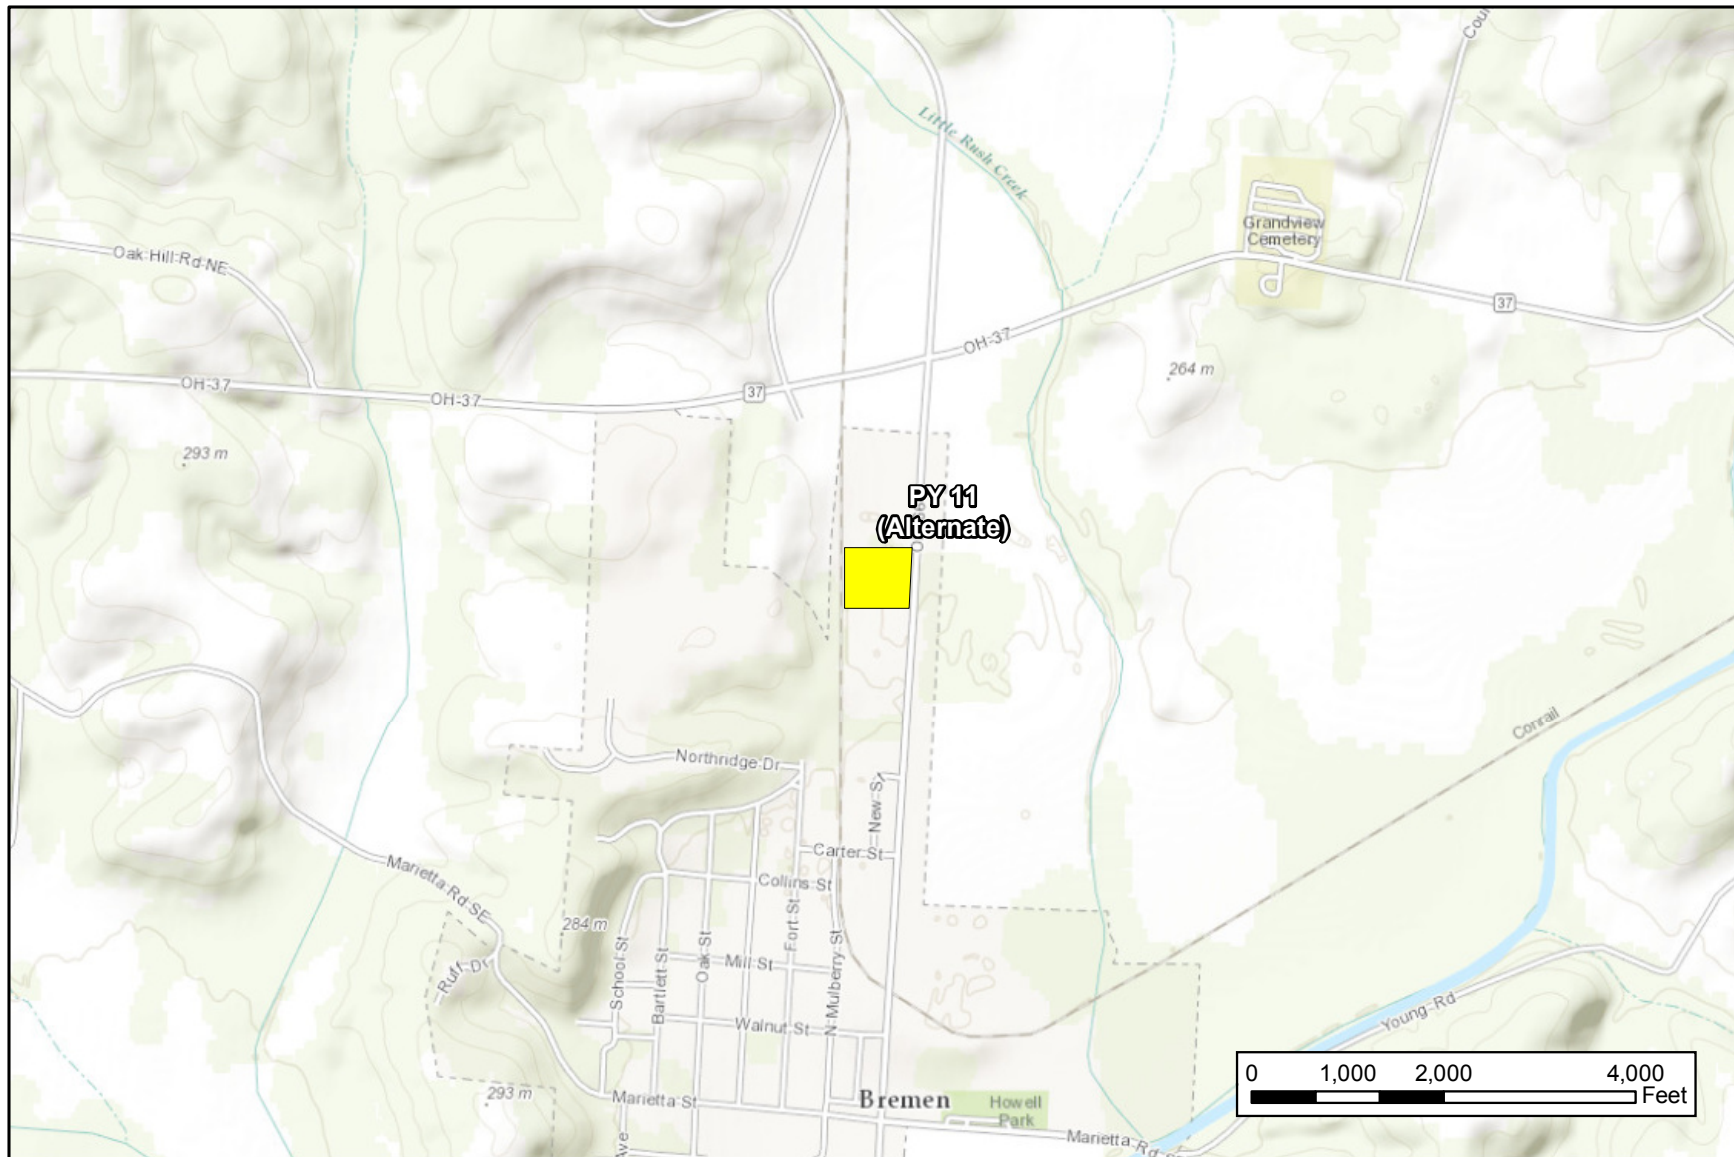 Little Rush Creek
Grandview
Cemetery
Oak Hill Rd NE
37
OH-37
264 m
OH-37
OH-37
37
293 m
PY 11
(Alternate)
Conrail
Northridge Dr
New St
Carter St
Marietta Rd SE
Collins St
284 m
Fort St
School St
Bartlett St
Oak St
Mill St
N Mulberry St
Ruff Dr
Walnut St
Young Rd
0 1,000 2,000 4,000
Feet
293 m
Marietta St
Bremen
Howell
Park
Marietta Rd
Ave